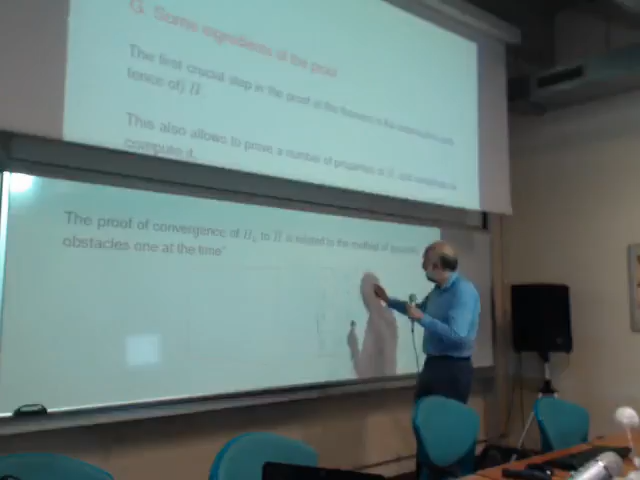 6. Some ingredients of the proof
The first crucial step in the proof of the theorem is the
tence of
This also allows to prove a number of properties of
compute it.
The proof of convergence of to is related to the method of
obstacles one at the time"